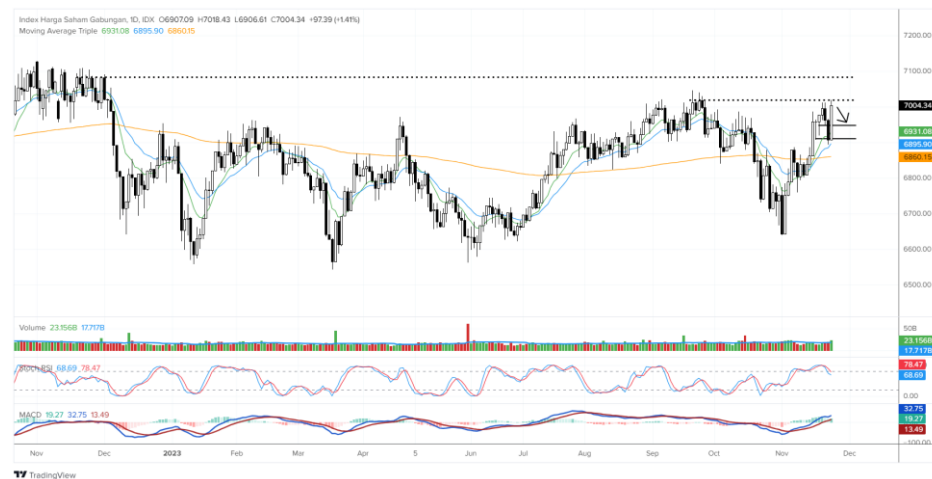 Index Harga Saham Gabungan, 1D, IDX O6907.09 H7018.43 L6906.61 C7004.34 +97.39 (+1.41%)
Moving Average Triple 6931.08 6895.90 6860.15
7200.00
7100.00
7004.34
6931.08
6895.90
6860.15
6800.00
6700.00
6600.00
6500.00
Volume 23.156B 17.717B
50B
23.156B
17.717B
Stoch RSI 68.69 78.47
78.47
68.69
0.00
MACD 19.27 32.75 13.49
32.75
19.27
13.49
-100.00
Nov Dec 2023 Feb Mar Apr 5 Jun Jul Aug Sep Oct Nov Dec
TradingView